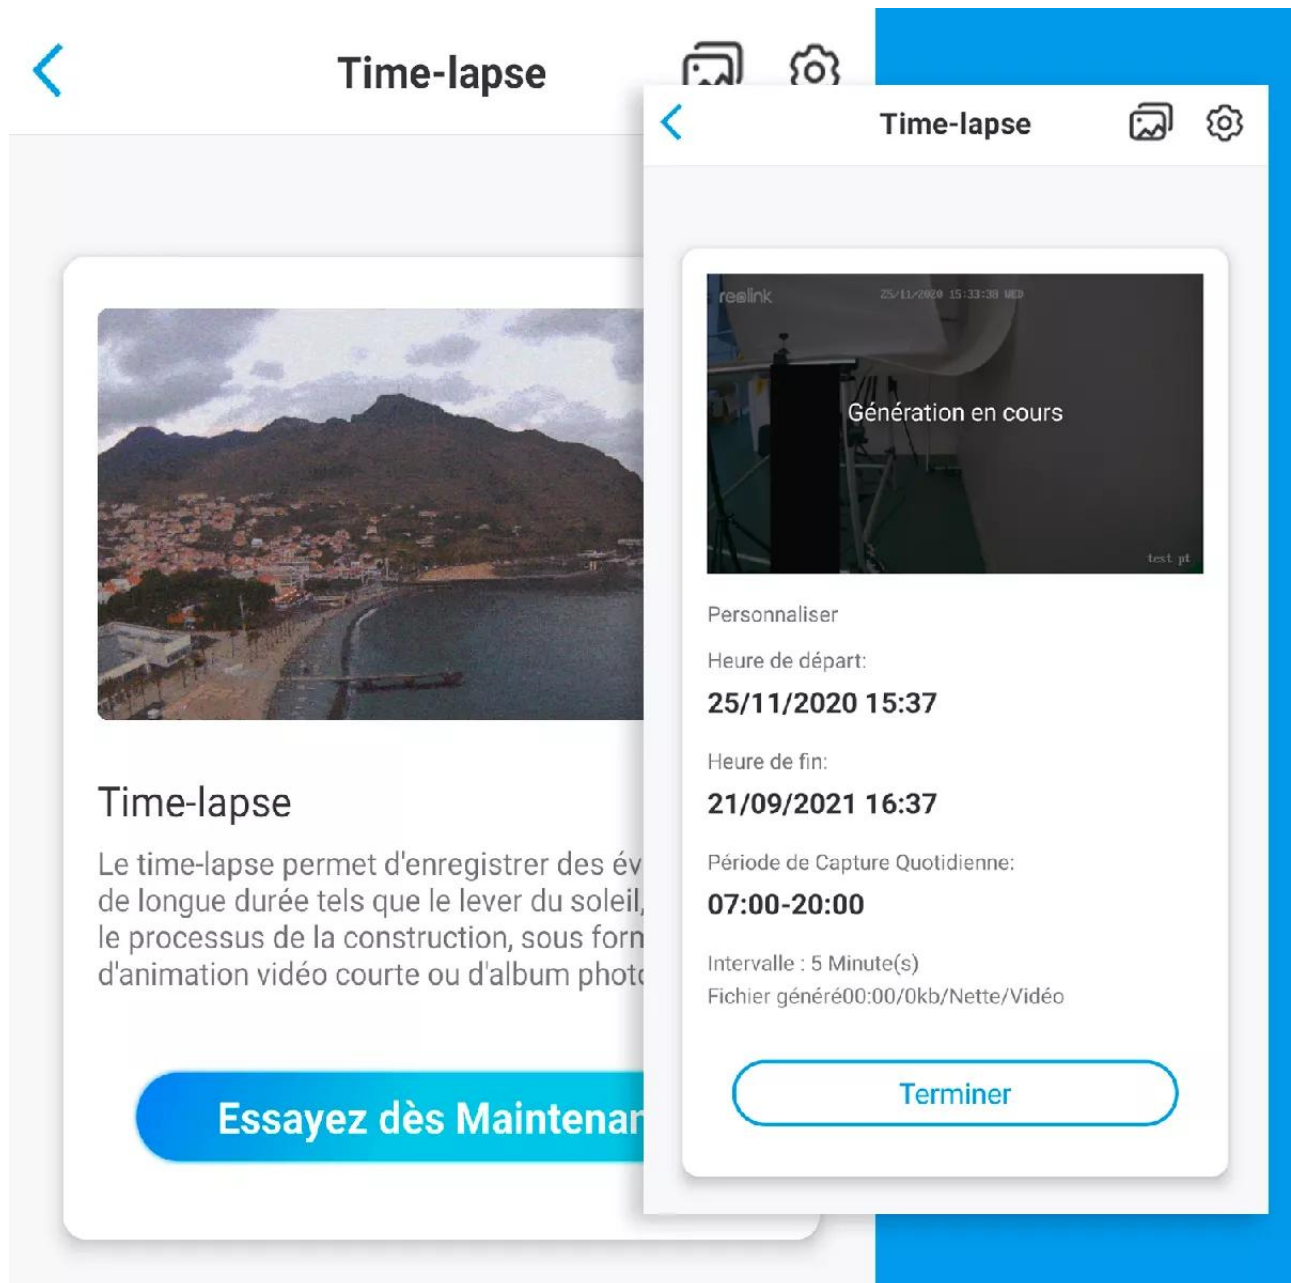 Time-lapse
Time-lapse
Le time-lapse permet d'enregistrer des
de longue durée tels que le lever du soleil,
le processus de la construction, sous
d'animation vidéo courte ou d'album
Essayez dès
Time-lapse
reolink 25/11/2020 15:33:38 WED
Génération en cours
test pt
Personnaliser
Heure de départ:
25/11/2020 15:37
Heure de fin:
21/09/2021 16:37
Période de Capture Quotidienne:
07:00-20:00
Intervalle : 5 Minute(s)
Fichier généré00:00/0kb/Nette/Vidéo
Terminer